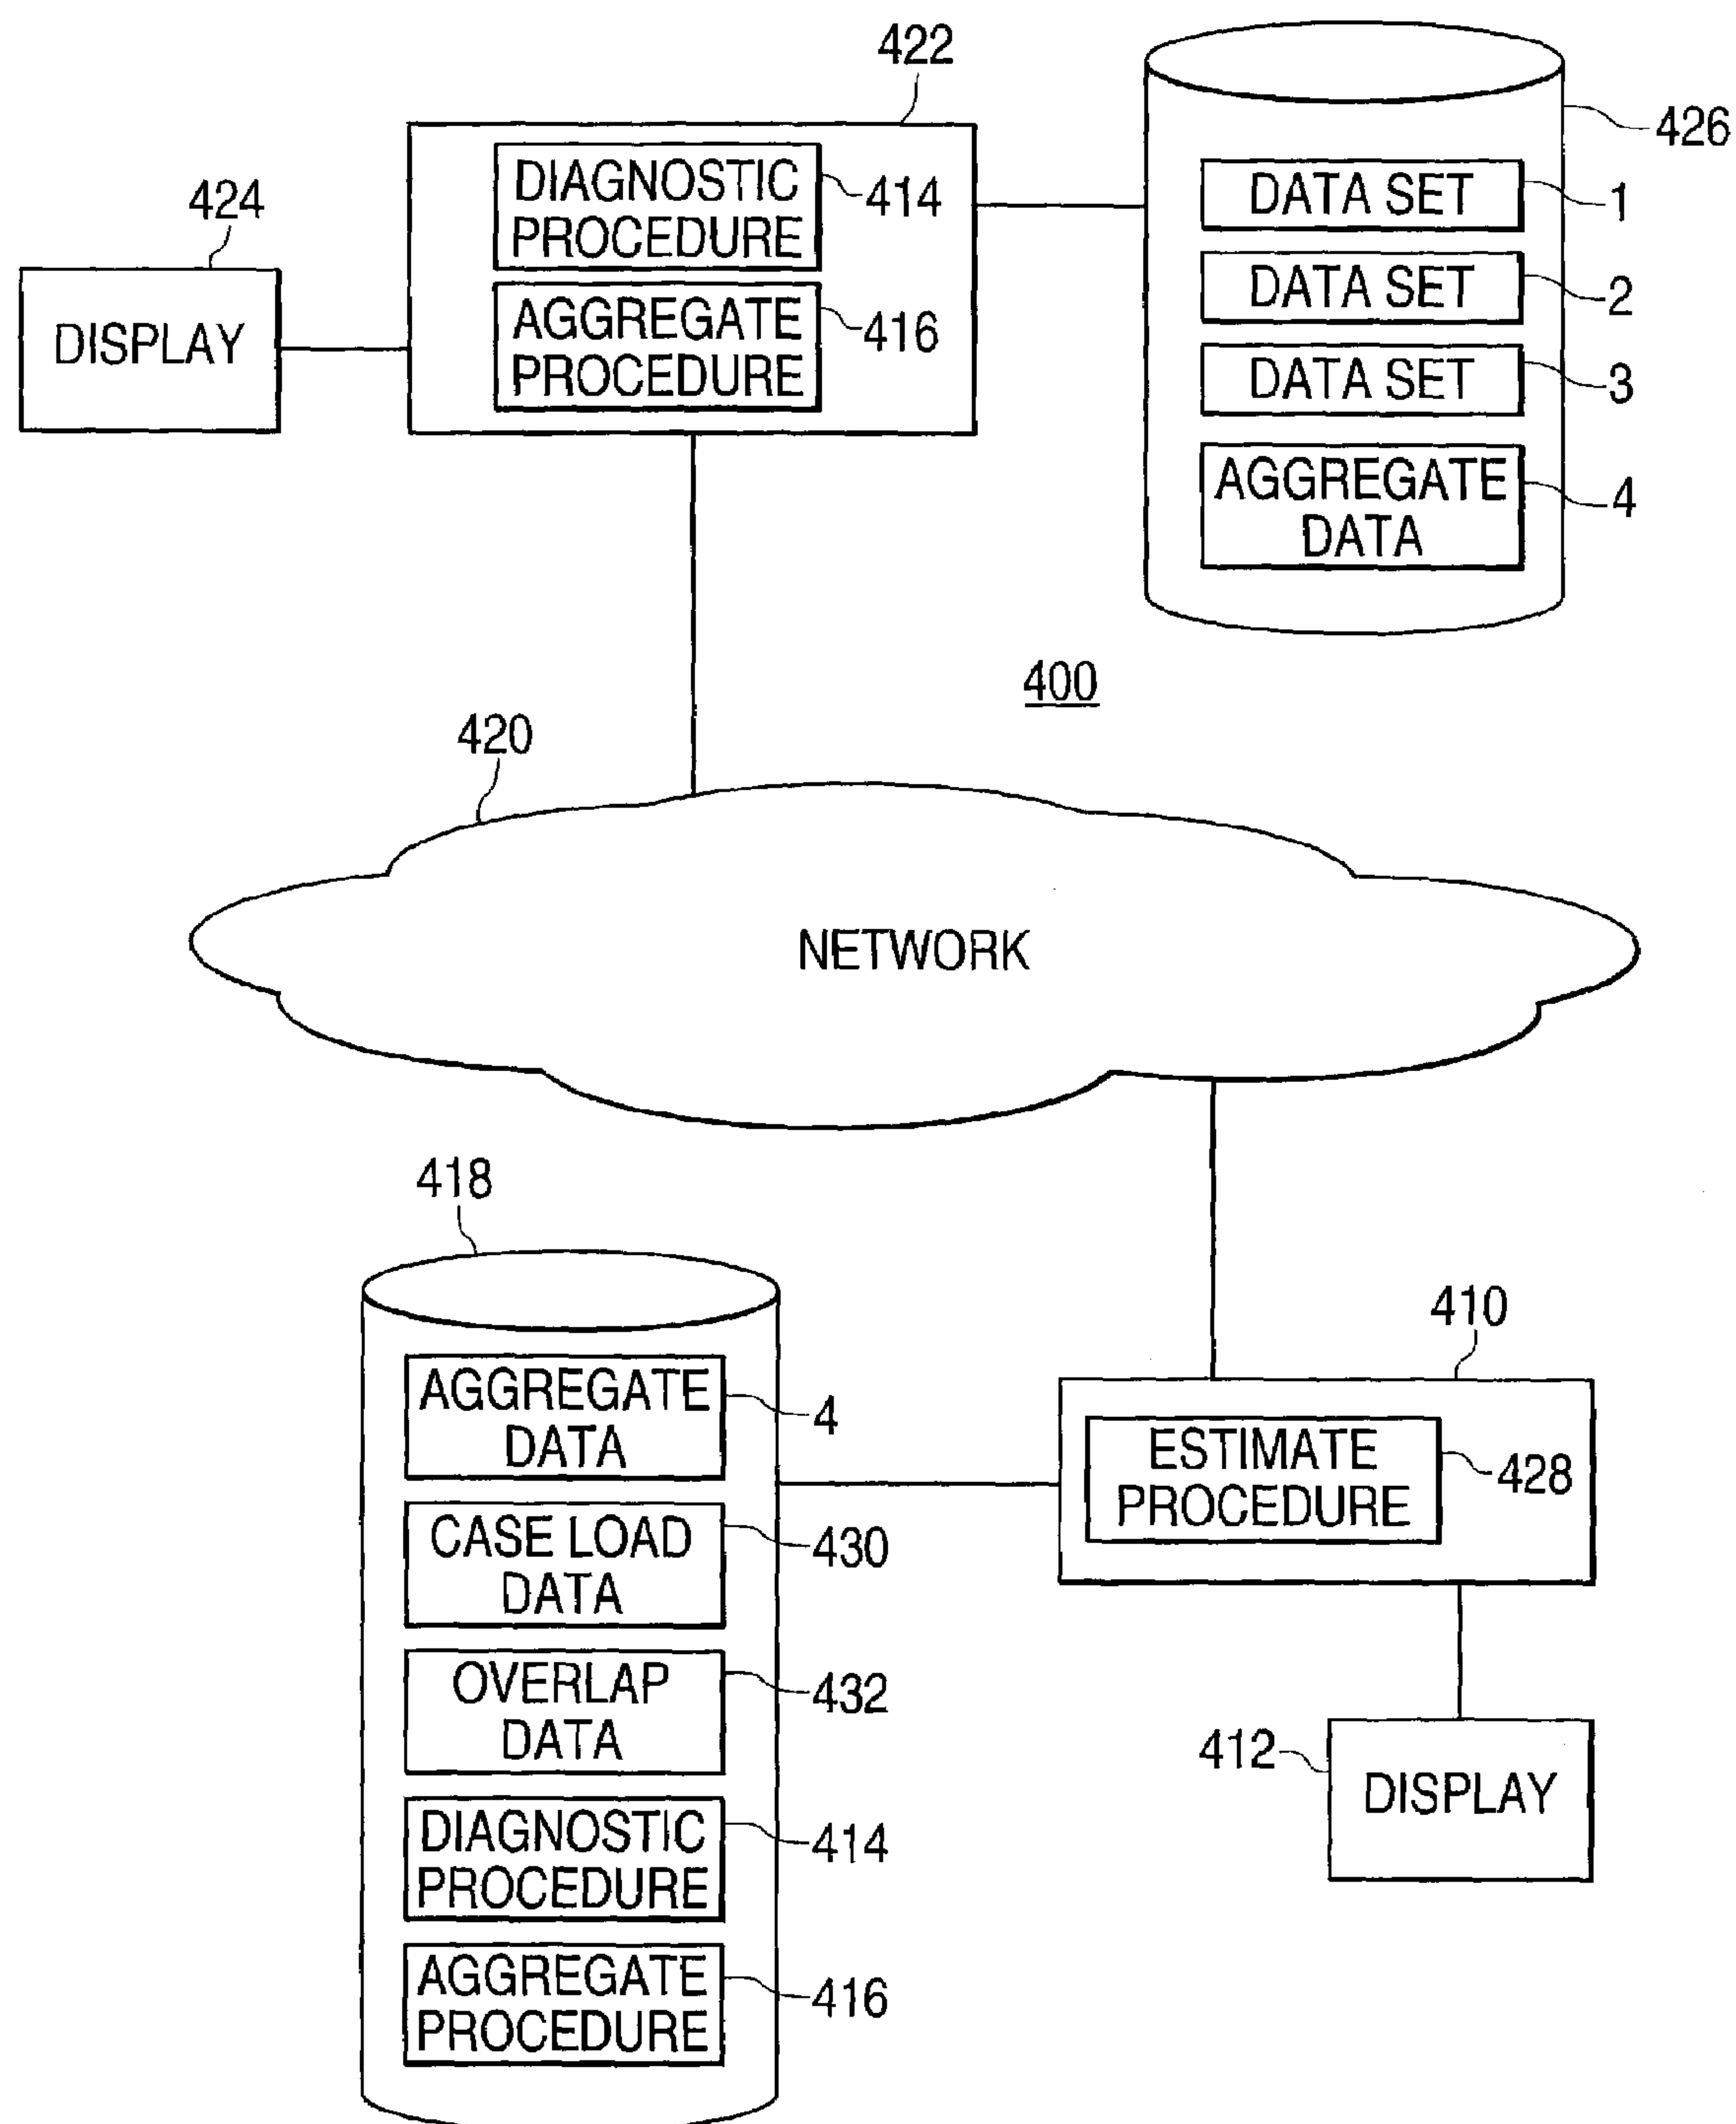 422
426
DIAGNOSTIC
PROCEDURE
414
AGGREGATE
PROCEDURE
416
424
DISPLAY
DATA SET
1
DATA SET
2
DATA SET
3
AGGREGATE
DATA
4
400
420
NETWORK
418
AGGREGATE
DATA
4
CASE LOAD
DATA
430
OVERLAP
DATA
432
DIAGNOSTIC
PROCEDURE
414
AGGREGATE
PROCEDURE
416
410
ESTIMATE
PROCEDURE
428
412
DISPLAY